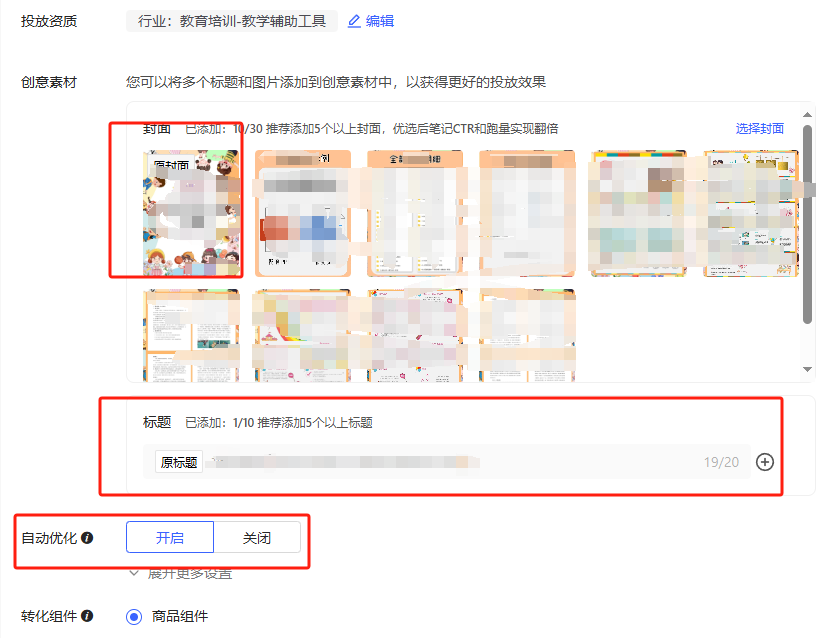 投放资质
行业：教育培训-教学辅助工具
编辑
创意素材
您可以将多个标题和图片添加到创意素材中，以获得更好的投放效果
封面
已添加：10/30 推荐添加5个以上封面，优选后笔记CTR和跑量实现翻倍
选择封面
原封面
标题
已添加：1/10 推荐添加5个以上标题
原标题
19/20
自动优化
开启
关闭
展开更多设置
转化组件
商品组件